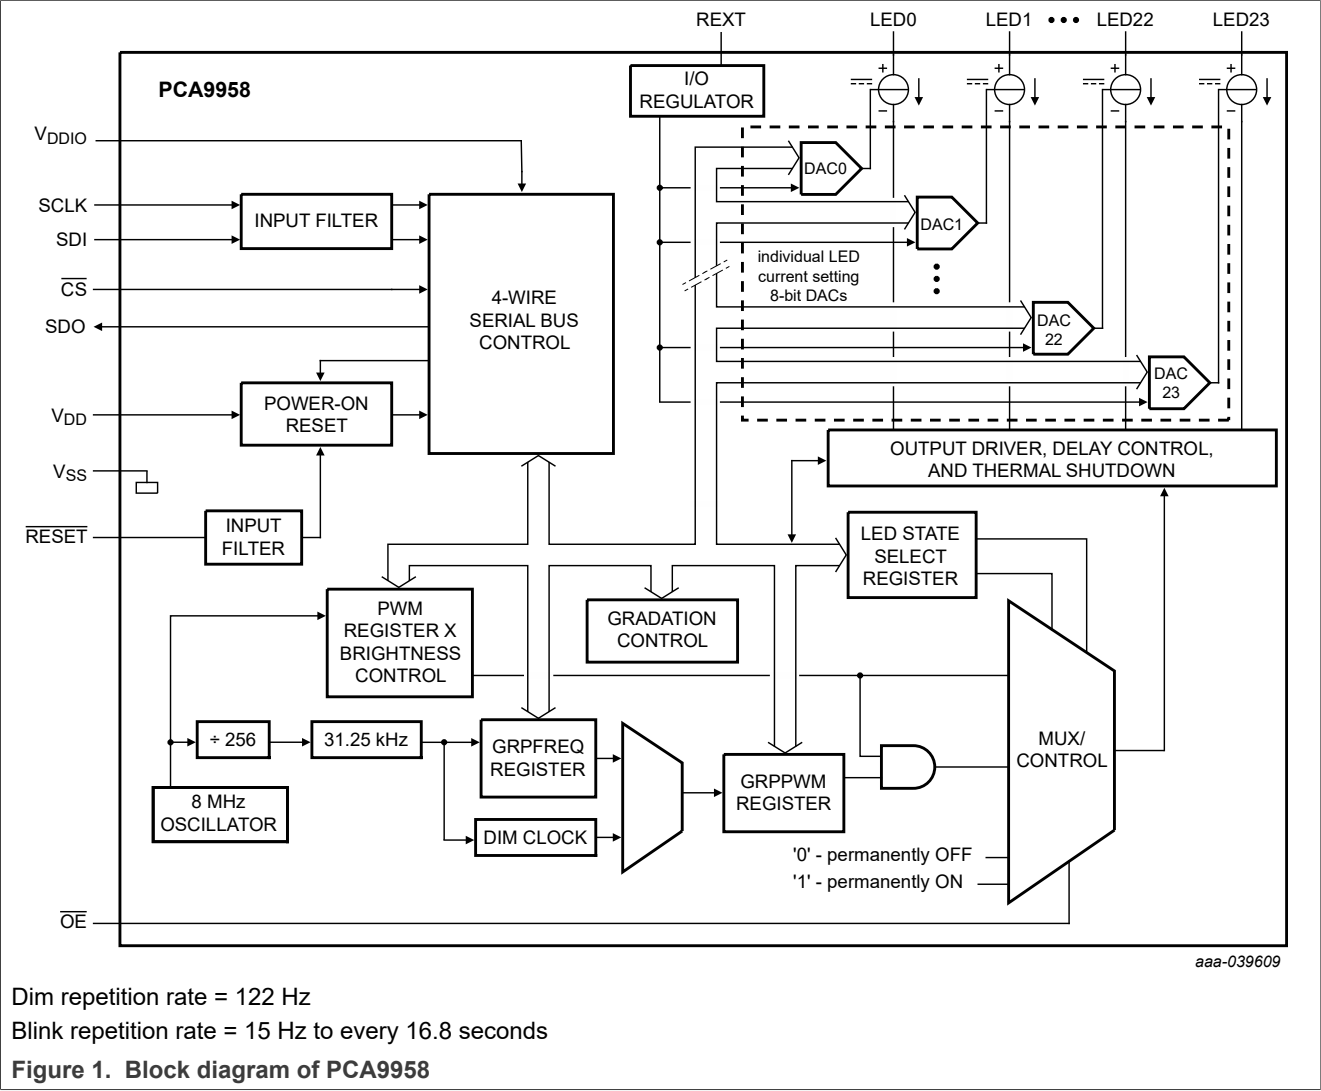 REXT LED0 LED1 ••• LED22 LED23
PCA9958
I/O
REGULATOR
+ + + +
− − − −
VDDIO
SCLK
SDI
CS
SDO
VDD
VSS
RESET
INPUT FILTER
4-WIRE
SERIAL BUS
CONTROL
POWER-ON
RESET
INPUT
FILTER
DAC0
DAC1
individual LED
current setting
8-bit DACs
DAC
22
DAC
23
OUTPUT DRIVER, DELAY CONTROL,
AND THERMAL SHUTDOWN
LED STATE
SELECT
REGISTER
PWM
REGISTER X
BRIGHTNESS
CONTROL
GRADATION
CONTROL
÷ 256
31.25 kHz
GRPFREQ
REGISTER
8 MHz
OSCILLATOR
DIM CLOCK
GRPPWM
REGISTER
MUX/
CONTROL
'0' - permanently OFF
'1' - permanently ON
OE
aaa-039609
Dim repetition rate = 122 Hz
Blink repetition rate = 15 Hz to every 16.8 seconds
Figure 1. Block diagram of PCA9958